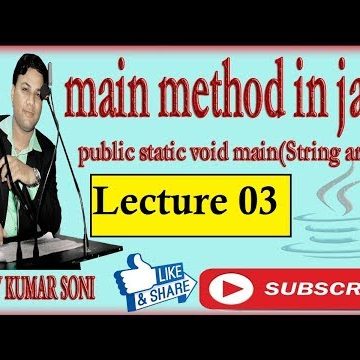 main method in ja
public static void main(String ar
Lecture 03
KUMAR SONI
LIKE
& SHARE
SUBSCR